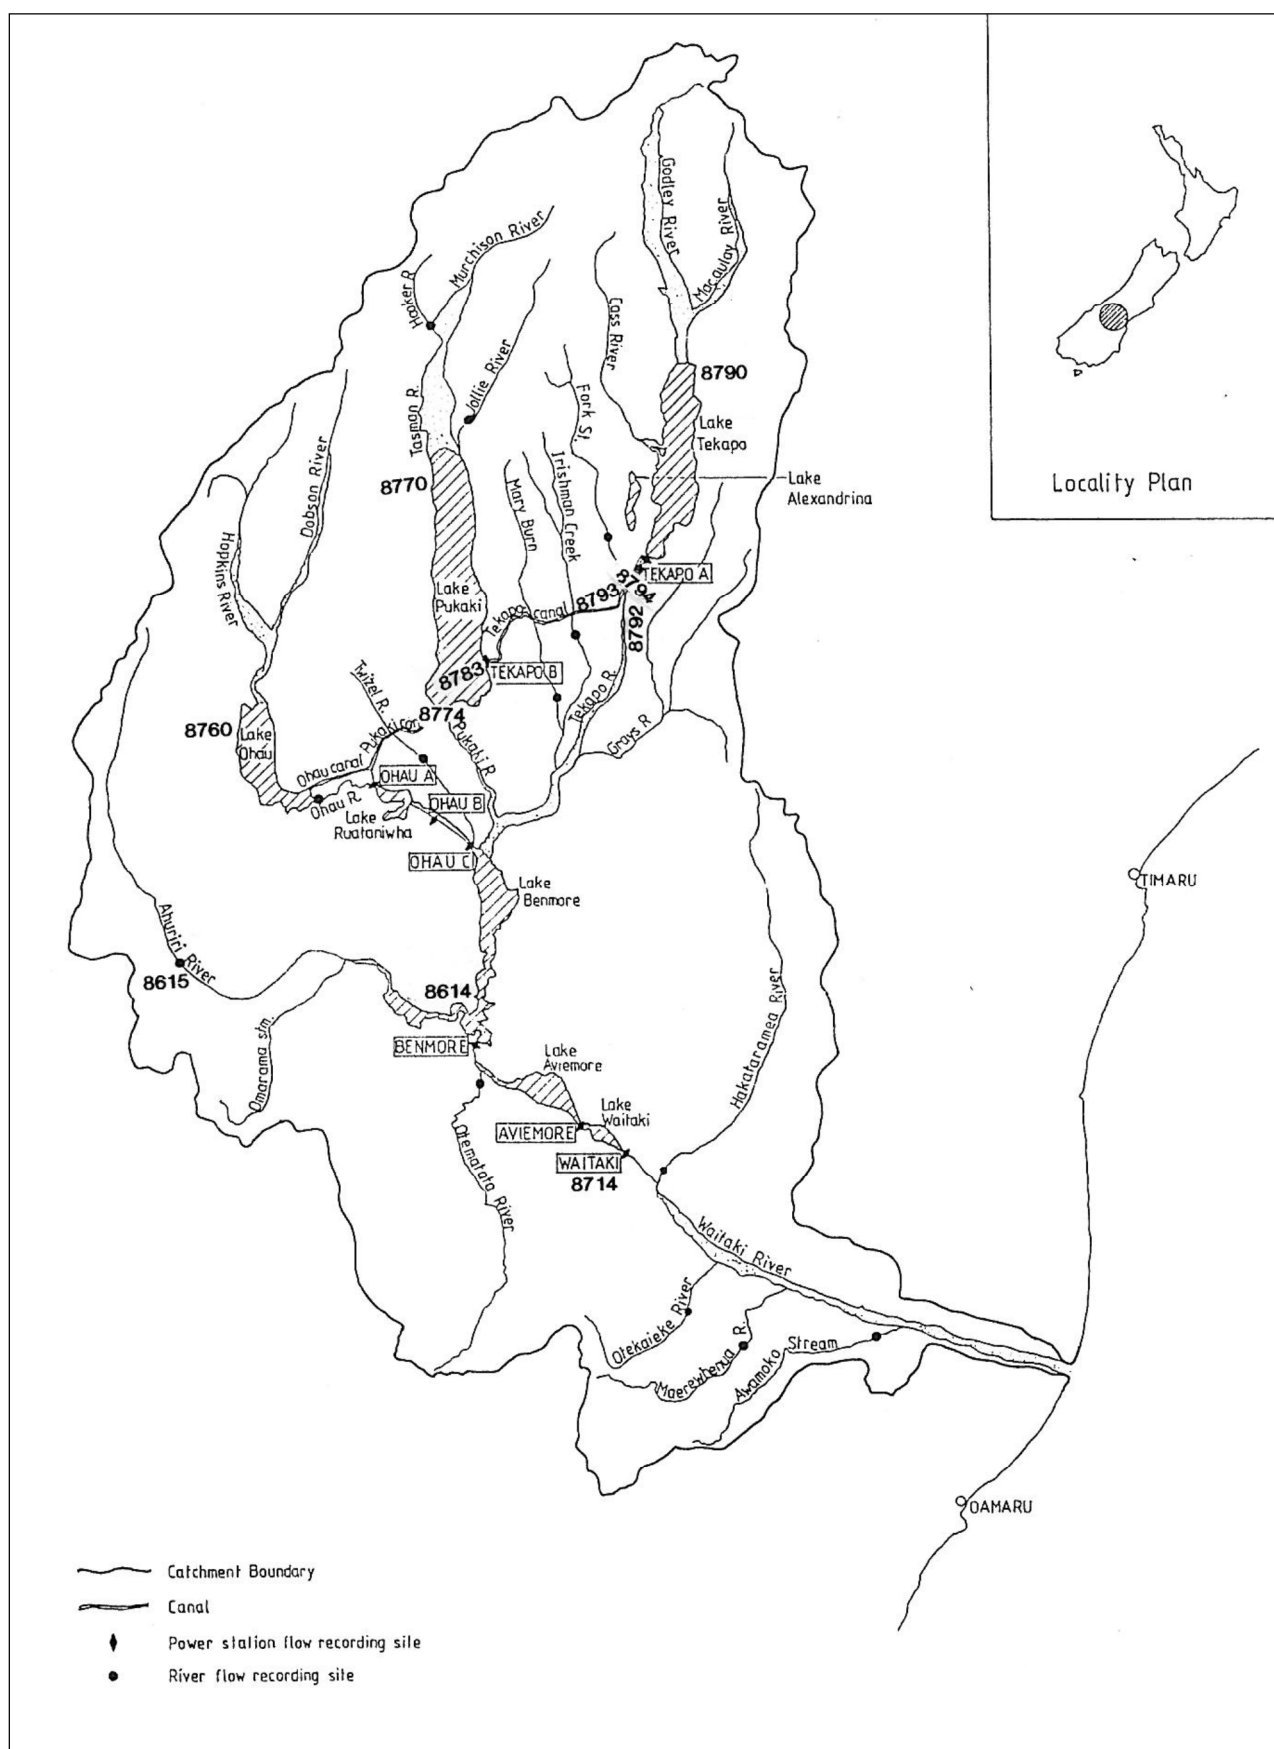 Godley River
Macaulay River
Murchison River
Hooker R.
Cass River
Jollie River
8790
Tasman R.
Fork St.
Lake
Tekapo
Locality Plan
Lake
Alexandrina
8770
Dobson River
Irishman Creek
Mary Burn
Hopkins River
TEKAPO A
8794
8793
Lake
Pukaki
Tekapo canal
8792
8783
TEKAPO B
Twizel R.
Tekapo R.
8774
8760
Lake
Ohau
Pukaki can
Pukaki R
Grays R
Ohau canal
OHAU A
Ohau R.
OHAU B
Lake
Ruataniwha
OHAU C
TIMARU
Lake
Benmore
Ahuriri River
8615
8614
Hakataramea River
Omarama stm.
BENMORE
Lake
Aviemore
Lake
Waitaki
AVIEMORE
WAITAKI
8714
Otematata River
Waitaki River
Otekaieke River
Maerewhenua R.
Awamoko Stream
OAMARU
Catchment Boundary
Canal
Power station flow recording site
River flow recording site